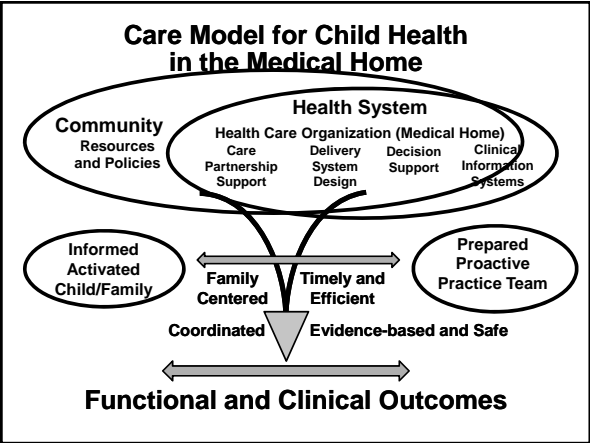 Care Model for Child Health
in the Medical Home
Health System
Community
Resources
and Policies
Health Care Organization (Medical Home)
Care
Partnership
Support
Delivery
System
Design
Decision
Support
Clinical
Information
Systems
Informed
Activated
Child/Family
Family
Centered
Timely and
Efficient
Prepared
Proactive
Practice Team
Coordinated
Evidence-based and Safe
Functional and Clinical Outcomes